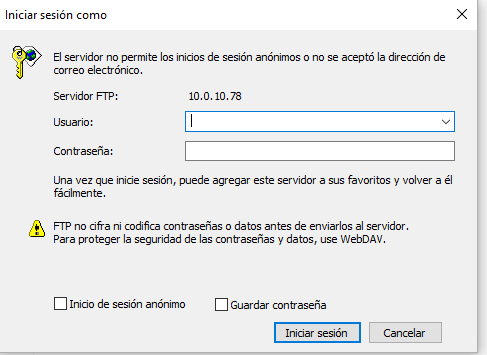 Iniciar sesión como
El servidor no permite los inicios de sesión anónimos o no se aceptó la dirección de
correo electrónico.
Servidor FTP: 10.0.10.78
Usuario:
Contraseña:
Una vez que inicie sesión, puede agregar este servidor a sus favoritos y volver a él
fácilmente.
FTP no cifra ni codifica contraseñas o datos antes de enviarlos al servidor.
Para proteger la seguridad de las contraseñas y datos, use WebDAV.
Inicio de sesión anónimo Guardar contraseña
Iniciar sesión Cancelar